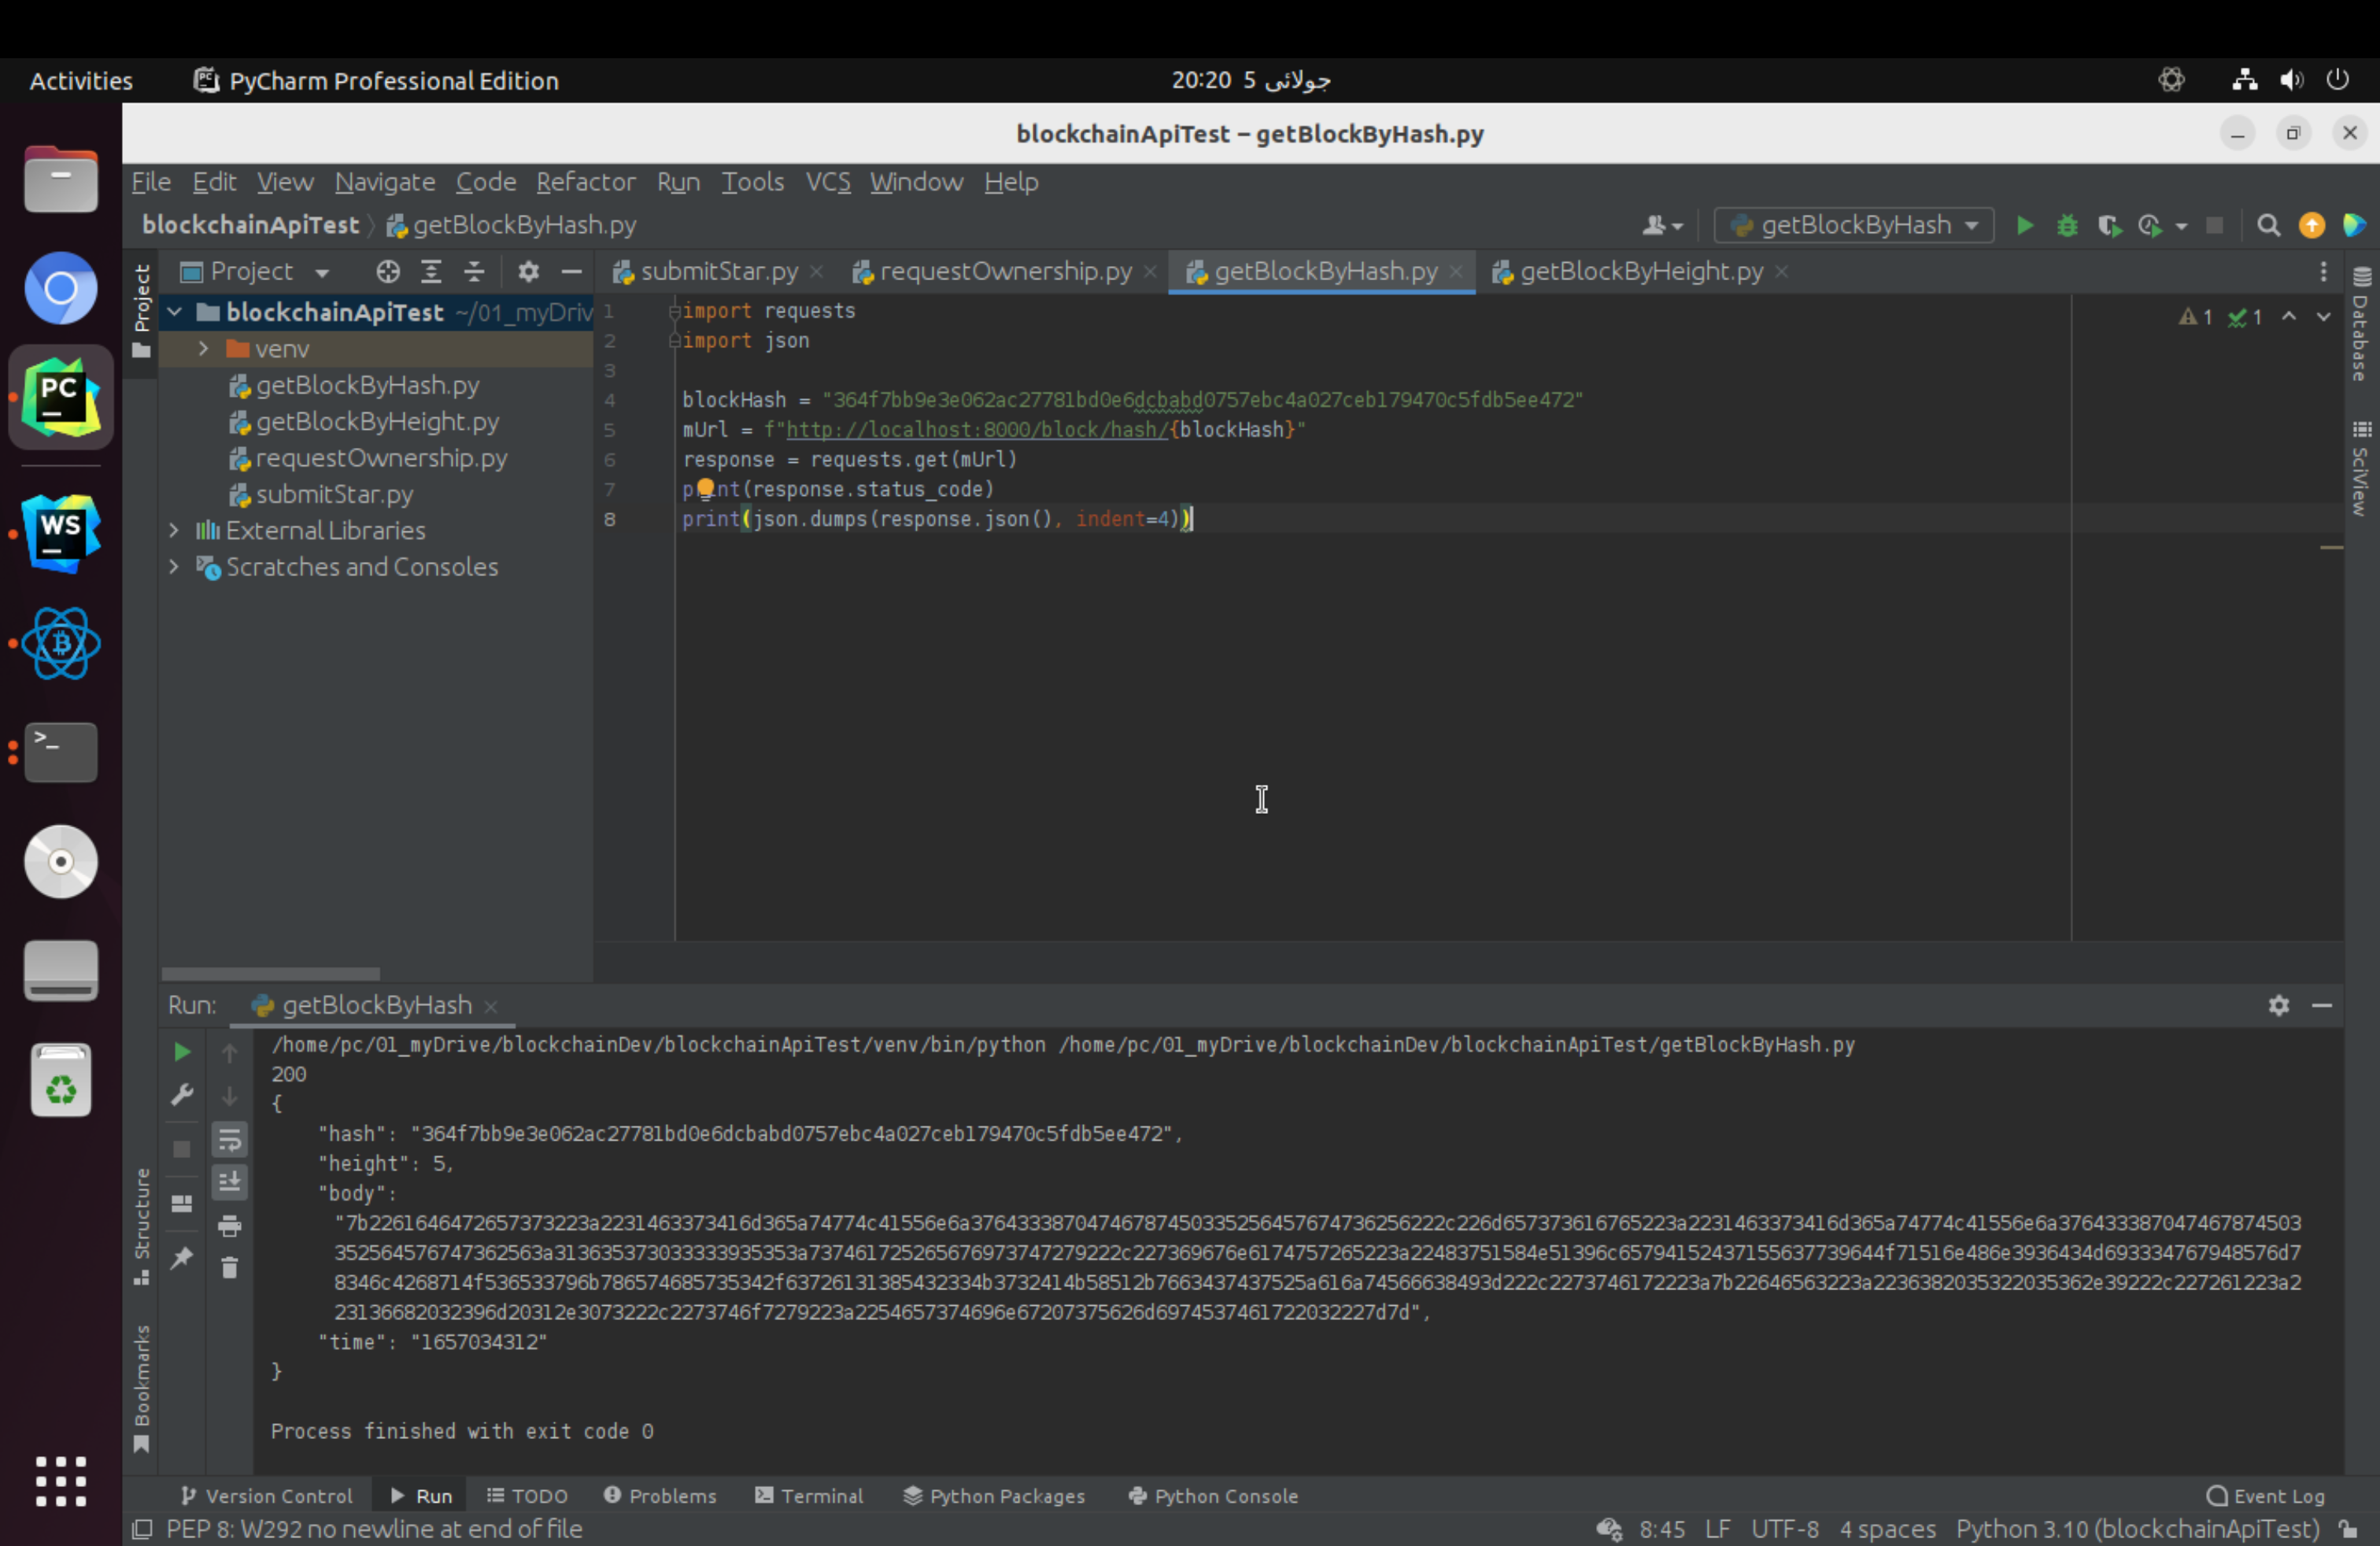 Activities
PyCharm Professional Edition
20:20 5 جولائی
blockchainApiTest – getBlockByHash.py
File Edit View Navigate Code Refactor Run Tools VCS Window Help
blockchainApiTest
getBlockByHash.py
getBlockByHash
Project
submitStar.py
requestOwnership.py
getBlockByHash.py
getBlockByHeight.py
Project
blockchainApiTest ~/01_myDriv
venv
getBlockByHash.py
getBlockByHeight.py
requestOwnership.py
submitStar.py
External Libraries
Scratches and Consoles
1 import requests
2 import json
3
4 blockHash = "364f7bb9e3e062ac27781bd0e6dcbabd0757ebc4a027ceb179470c5fdb5ee472"
5 mUrl = f"http://localhost:8000/block/hash/{blockHash}"
6 response = requests.get(mUrl)
7 (response.status_code)
8 print(json.dumps(response.json(), indent=4))
1 1
Database
SciView
PC
WS
>_
Run:
getBlockByHash
/home/pc/01_myDrive/blockchainDev/blockchainApiTest/venv/bin/python /home/pc/01_myDrive/blockchainDev/blockchainApiTest/getBlockByHash.py
200
{
"hash": "364f7bb9e3e062ac27781bd0e6dcbabd0757ebc4a027ceb179470c5fdb5ee472",
"height": 5,
"body":
"time": "1657034312"
}
Process finished with exit code 0
Structure
Bookmarks
Version Control
Run
TODO
Problems
Terminal
Python Packages
Python Console
Event Log
PEP 8: W292 no newline at end of file
8:45 LF UTF-8 4 spaces Python 3.10 (blockchainApiTest)